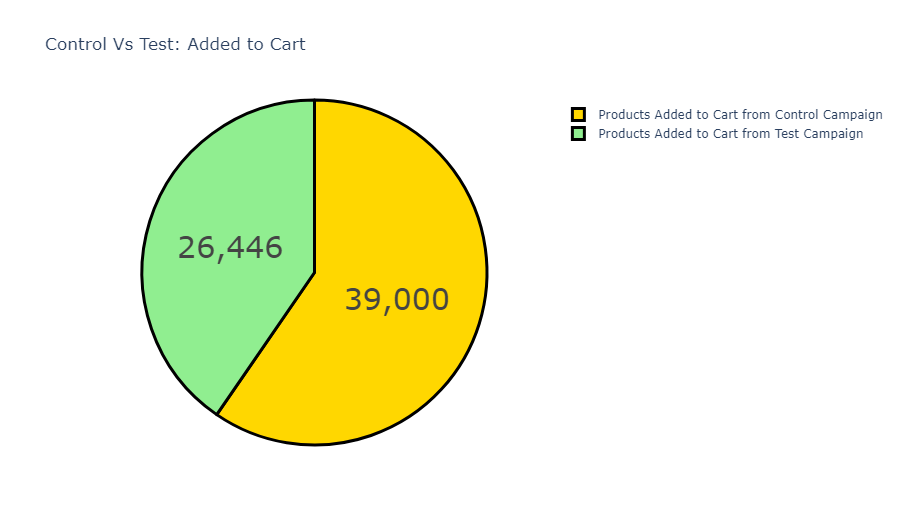 Control Vs Test: Added to Cart
Products Added to Cart from Control Campaign
Products Added to Cart from Test Campaign
26,446
39,000